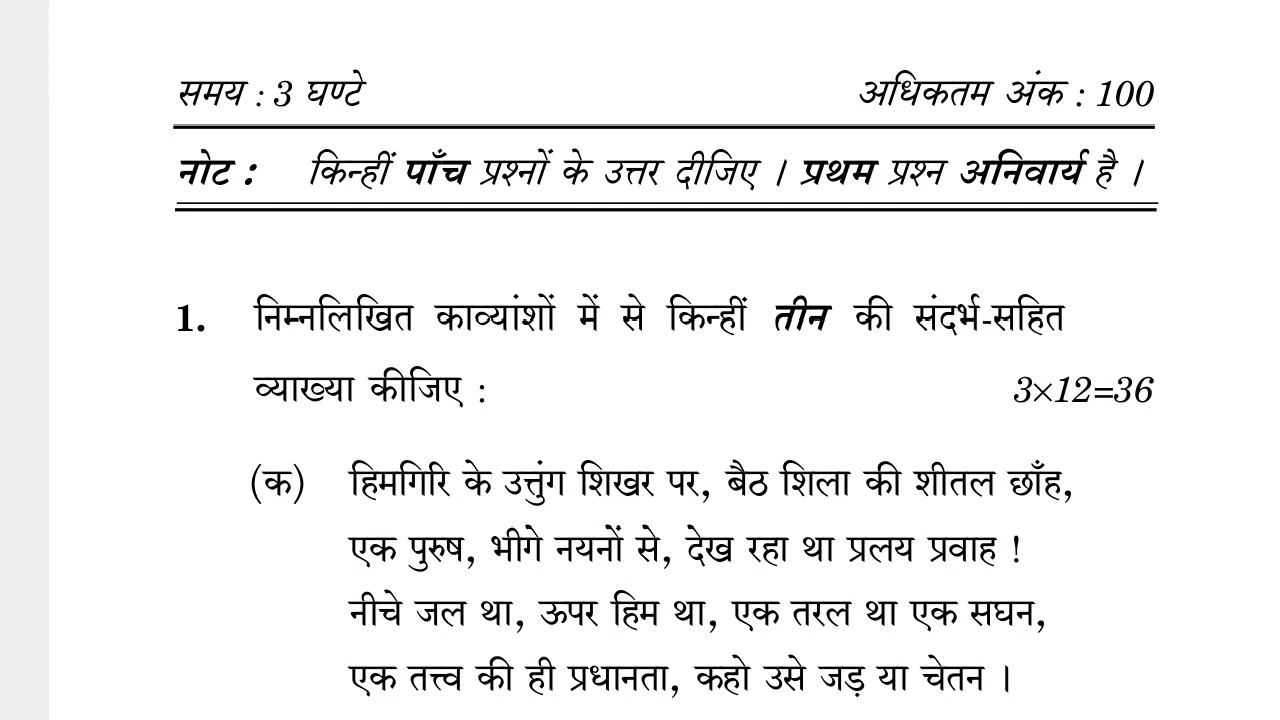 समय : 3 घण्टे अधिकतम अंक : 100
नोट : किन्हीं पाँच प्रश्नों के उत्तर दीजिए । प्रथम प्रश्न अनिवार्य है ।
1. निम्नलिखित काव्यांशों में से किन्हीं तीन की संदर्भ-सहित
व्याख्या कीजिए : 3×12=36
(क) हिमगिरि के उत्तुंग शिखर पर, बैठ शिला की शीतल छाँह,
एक पुरुष, भीगे नयनों से, देख रहा था प्रलय प्रवाह !
नीचे जल था, ऊपर हिम था, एक तरल था एक सघन,
एक तत्त्व की ही प्रधानता, कहो उसे जड़ या चेतन ।